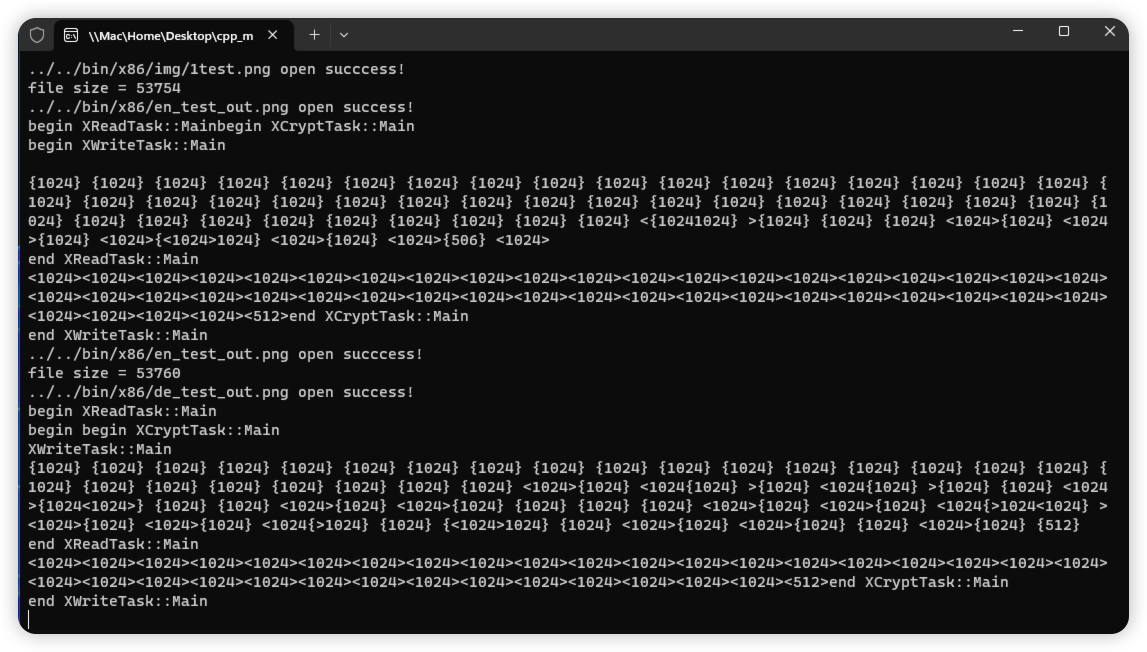 \\Mac\Home\Desktop\cpp_m
../../bin/x86/img/1test.png open succcess!
file size = 53754
../../bin/x86/en_test_out.png open success!
begin XReadTask::Mainbegin XCryptTask::Main
begin XWriteTask::Main
{1024} {1024} {1024} {1024} {1024} {1024} {1024} {1024} {1024} {1024} {1024} {1024} {1024} {1024} {1024} {1024} {1024} {
1024} {1024} {1024} {1024} {1024} {1024} {1024} {1024} {1024} {1024} {1024} {1024} {1024} {1024} {1024} {1024} {1024} {1
024} {1024} {1024} {1024} {1024} {1024} {1024} {1024} {1024} {1024} <{10241024} >{1024} {1024} {1024} <1024>{1024} <1024
>{1024} <1024>{<1024>1024} <1024>{1024} <1024>{506} <1024>
end XReadTask::Main
<1024><1024><1024><1024><1024><1024><1024><1024><1024><1024><1024><1024><1024><1024><1024><1024><1024><1024><1024><1024>
<1024><1024><1024><1024><1024><1024><1024><1024><1024><1024><1024><1024><1024><1024><1024><1024><1024><1024><1024><1024>
<1024><1024><1024><1024><512>end XCryptTask::Main
end XWriteTask::Main
../../bin/x86/en_test_out.png open succcess!
file size = 53760
../../bin/x86/de_test_out.png open success!
begin XReadTask::Main
begin begin XCryptTask::Main
XWriteTask::Main
{1024} {1024} {1024} {1024} {1024} {1024} {1024} {1024} {1024} {1024} {1024} {1024} {1024} {1024} {1024} {1024} {1024} {
1024} {1024} {1024} {1024} {1024} {1024} {1024} {1024} <1024>{1024} <1024{1024} >{1024} <1024{1024} >{1024} {1024} <1024
>{1024<1024>} {1024} {1024} <1024>{1024} <1024>{1024} {1024} {1024} {1024} <1024>{1024} <1024>{1024} <1024{>1024<1024} >
<1024>{1024} <1024>{1024} <1024{>1024} {1024} {<1024>1024} {1024} <1024>{1024} <1024>{1024} {1024} <1024>{1024} {512}
end XReadTask::Main
<1024><1024><1024><1024><1024><1024><1024><1024><1024><1024><1024><1024><1024><1024><1024><1024><1024><1024><1024><1024>
<1024><1024><1024><1024><1024><1024><1024><1024><1024><1024><1024><1024><1024><1024><512>end XCryptTask::Main
end XWriteTask::Main